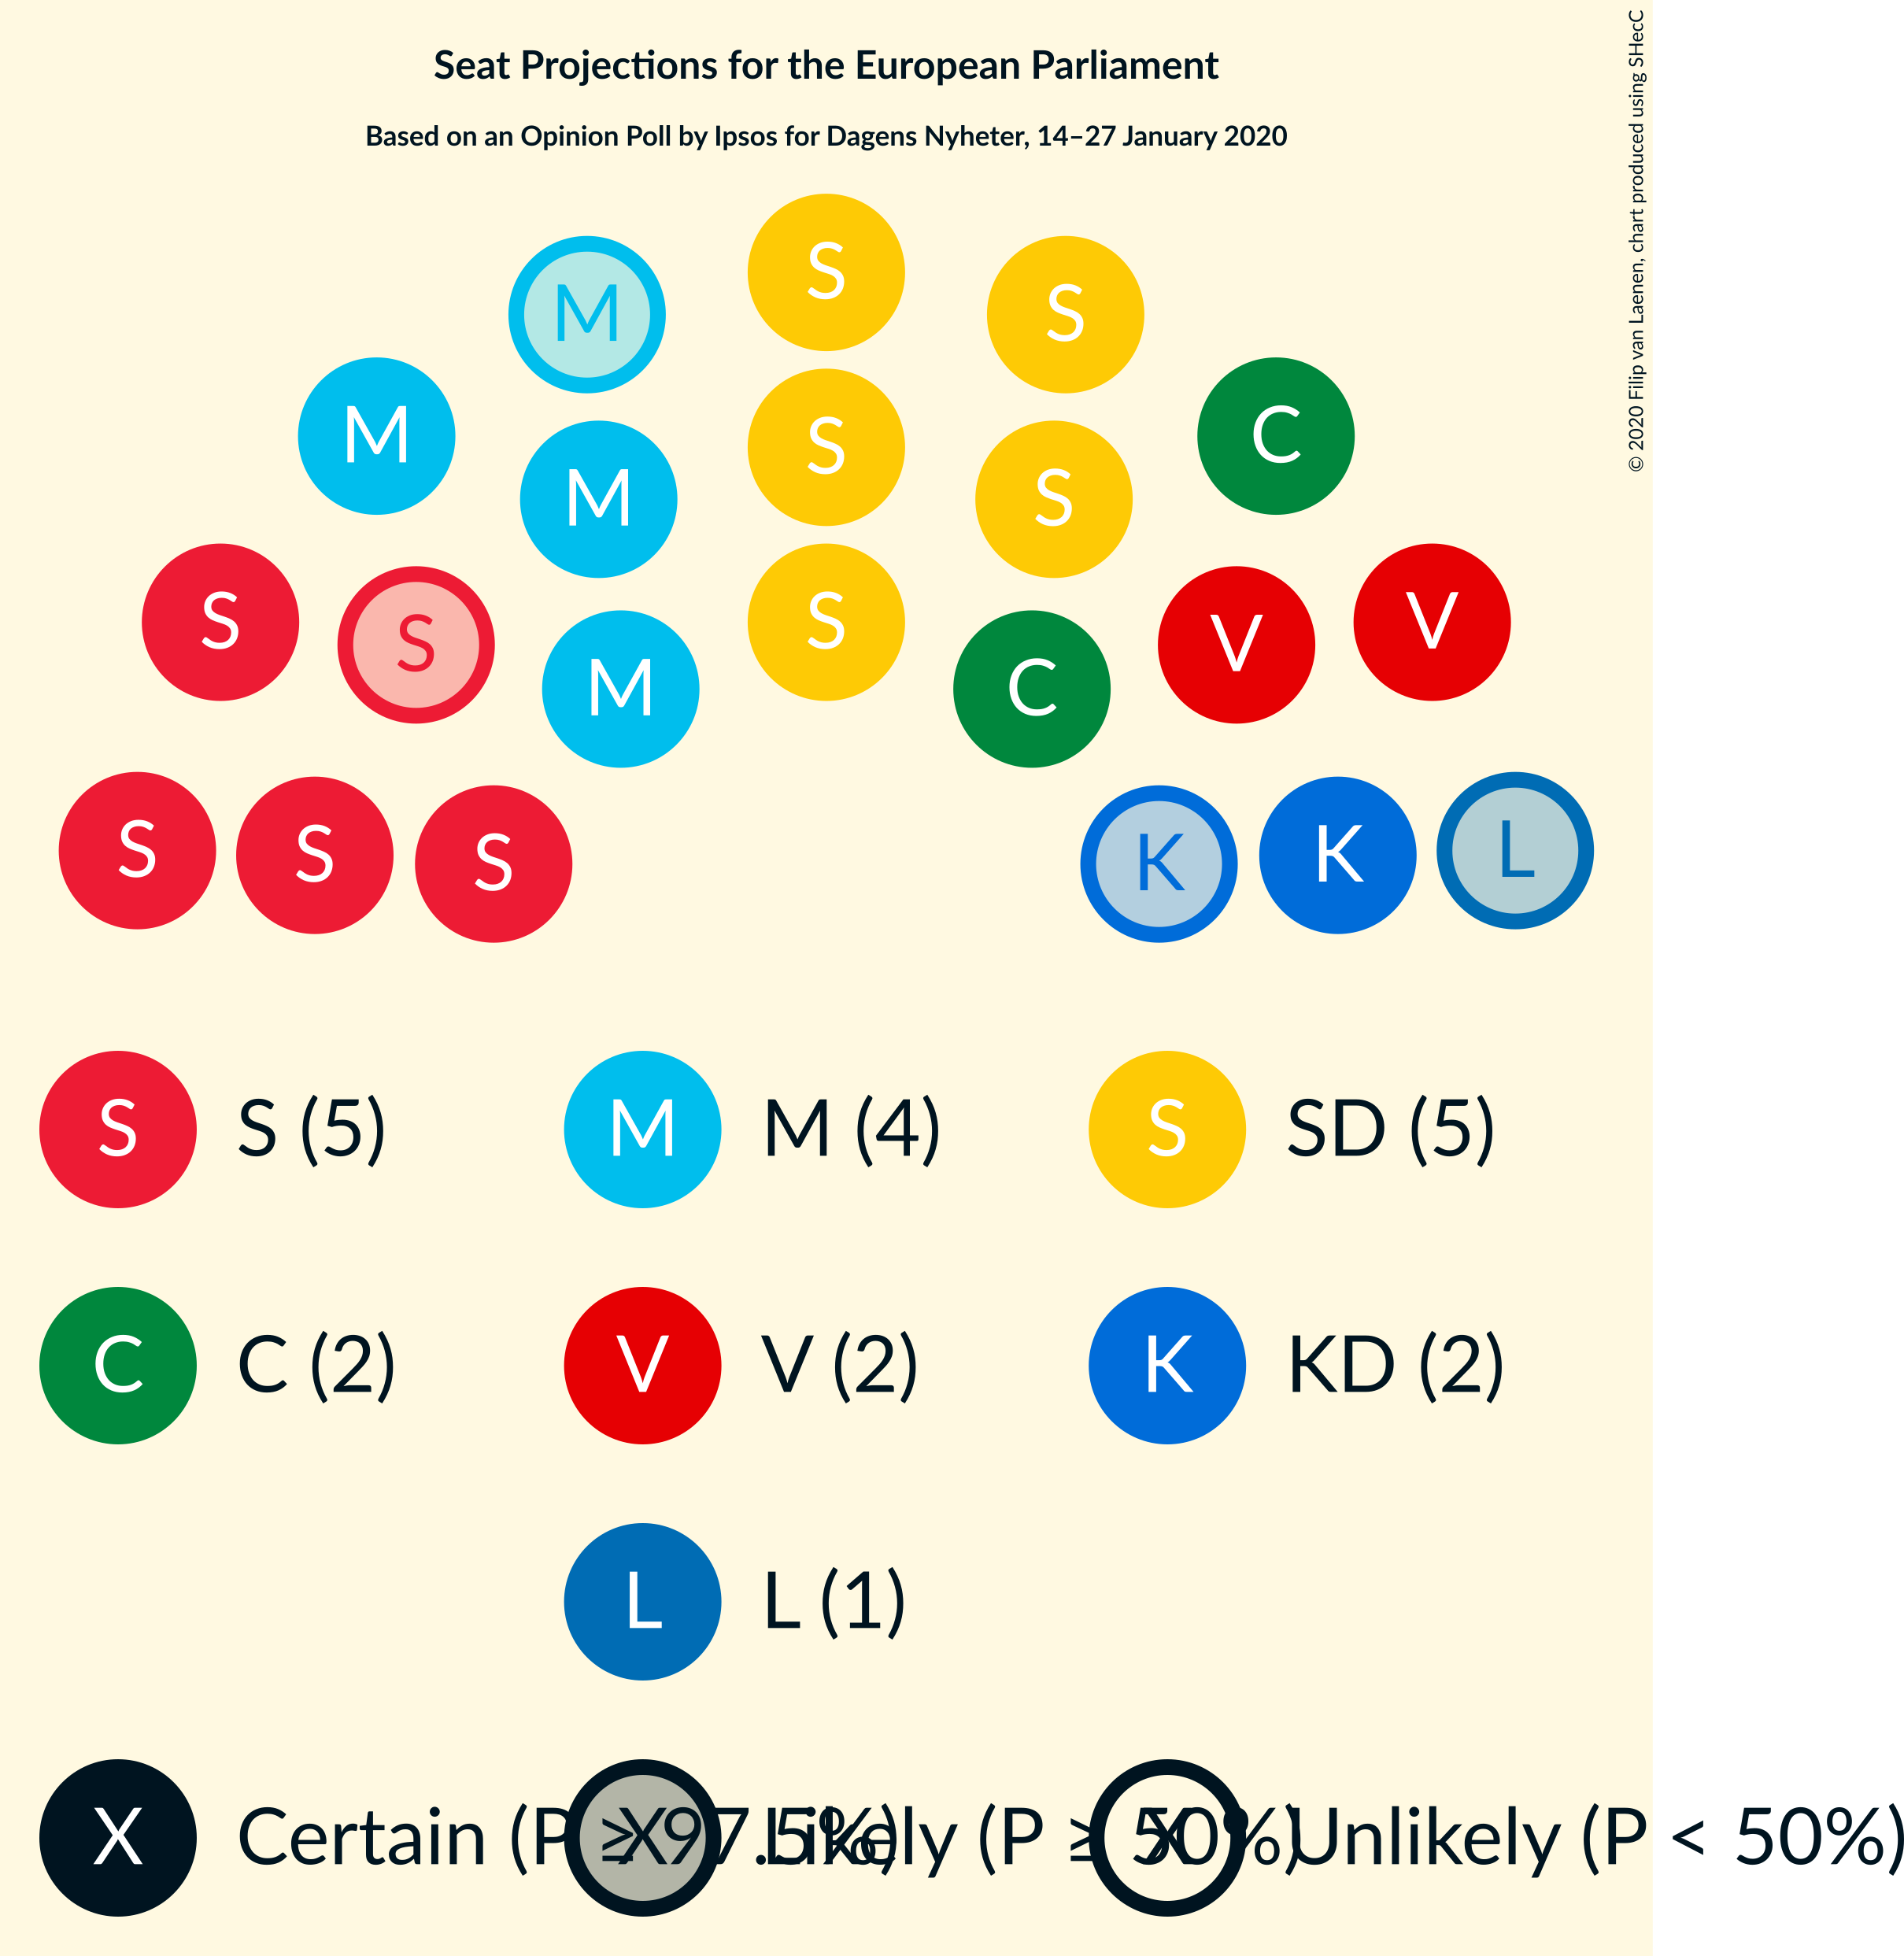 Seat Projections for the European Parliament
Based on an Opinion Poll by Ipsos for Dagens Nyheter, 14–27 January 2020
© 2020 Filip van Laenen, chart produced using SHecC
S
M S
M S C
M S
S V V
S M S
C
S S S K K L
S S (5) M M (4) S SD (5)
C C (2) V V (2) K KD (2)
L L (1)
X Certain (P ≥ 97.5%) X Likely (P ≥ 50%) X Unlikely (P < 50%)